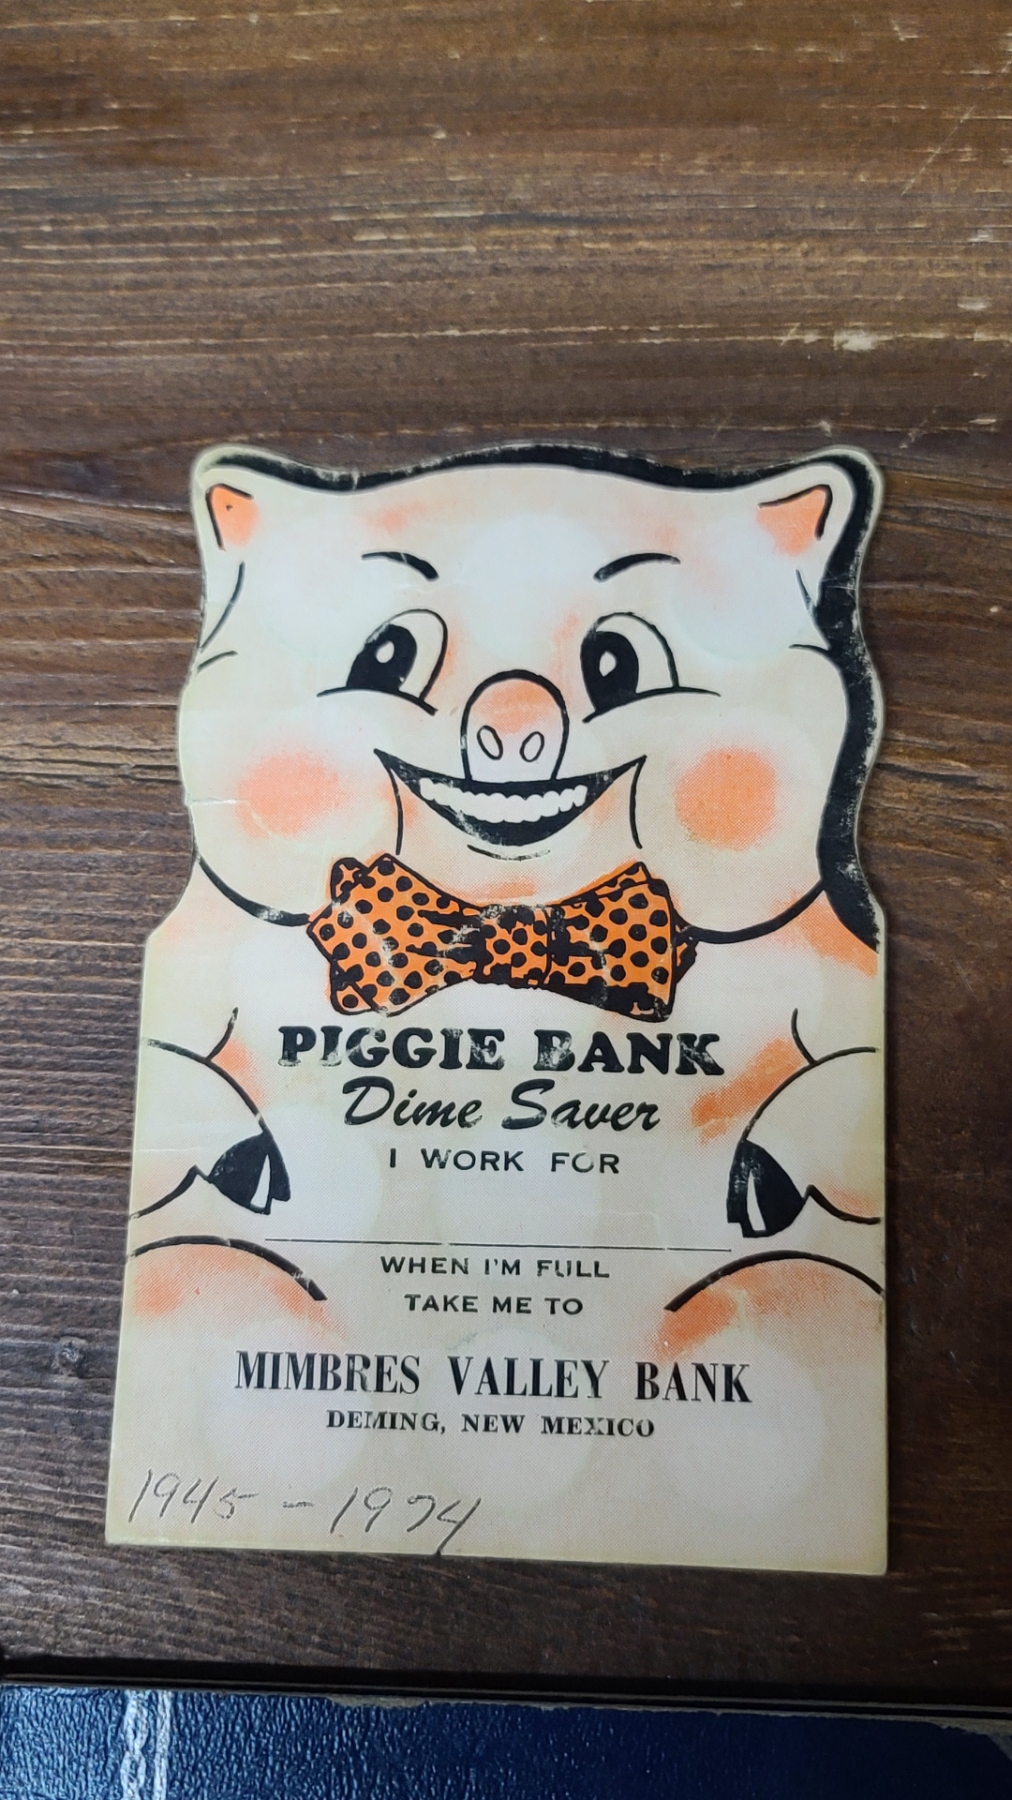 PIGGIE BANK
Dime Saver
I WORK FOR
WHEN I'M FULL
TAKE ME TO
MIMBRES VALLEY BANK
DEMING, NEW MEXICO
1945 - 1974